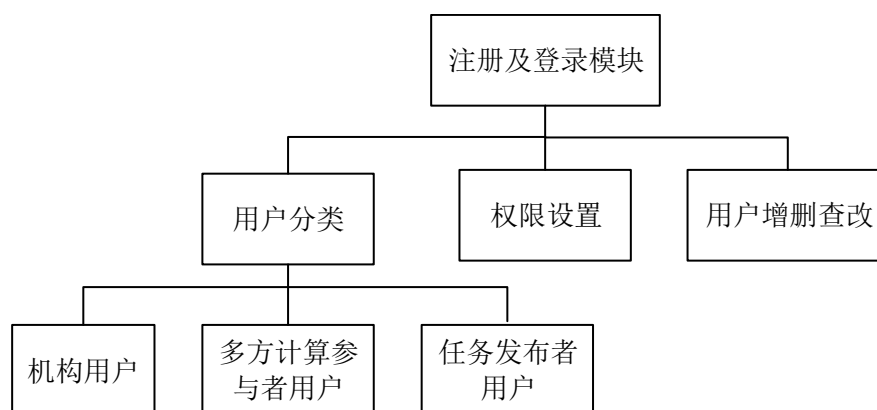 注册及登录模块
用户分类
权限设置
用户增删查改
机构用户
多方计算参
与者用户
任务发布者
用户